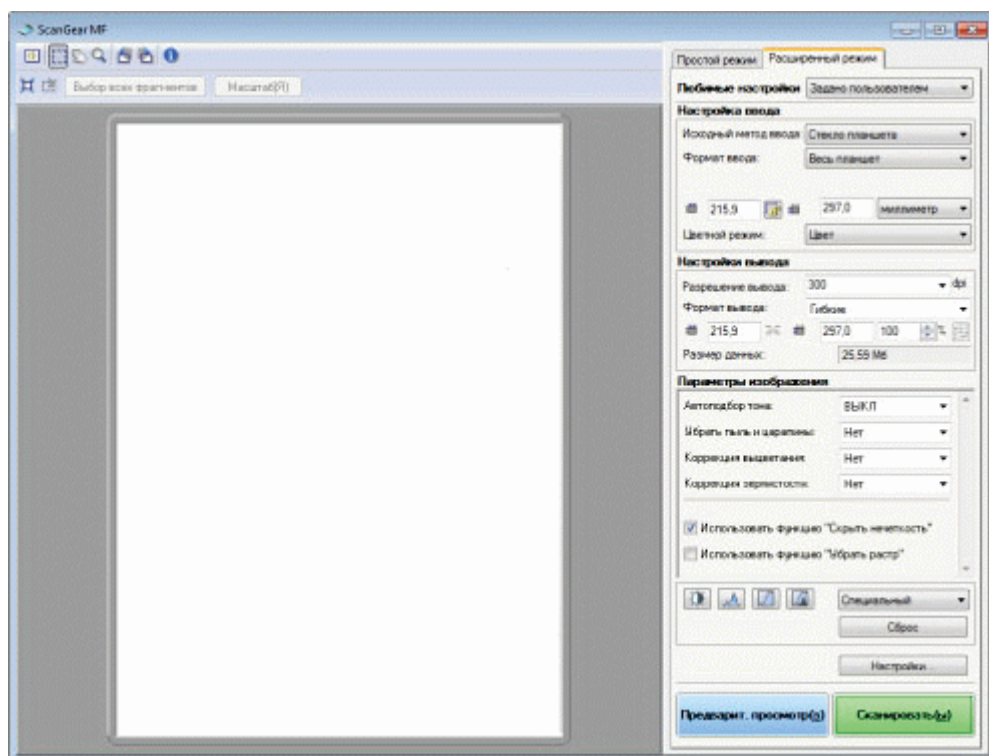 ScanGear MF
Простой режим Расширенный режим
Выбор всех фрагментов Масштаб(Я)
Любимые настройки Задано пользователем
Настройка ввода
Исходный метод ввода Стекло планшета
Формат ввода: Весь планшет
215,9 297,0 миллиметр
Цветной режим: Цвет
Настройки вывода
Разрешение вывода: 300 dpi
Формат вывода: Гибкие
215,9 297,0 100 %
Размер данных: 25,59 Мб
Параметры изображения
Автоподбор тона: ВЫКЛ
Убрать пыль и царапины: Нет
Коррекция выцветания: Нет
Коррекция зернистости: Нет
Использовать функцию "Скрыть нечеткость"
Использовать функцию "Убрать растр"
Специальный
Сброс
Настройки...
Предварит. просмотр(з) Сканировать(ы)